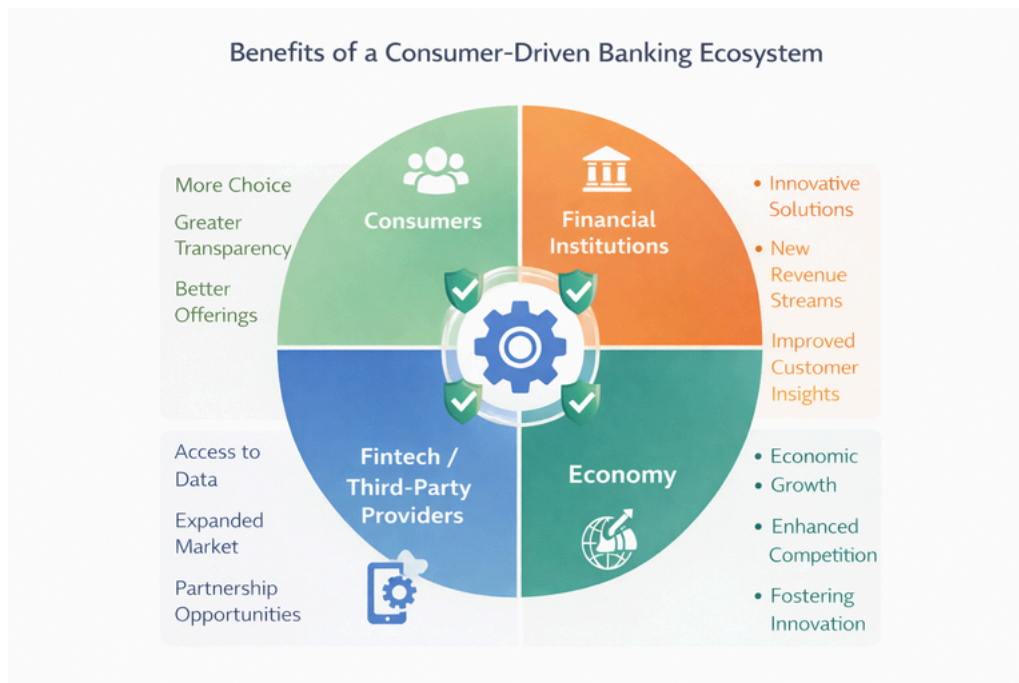 Benefits of a Consumer-Driven Banking Ecosystem
Consumers
More Choice
Greater
Transparency
Better
Offerings
Financial
Institutions
• Innovative
Solutions
• New
Revenue
Streams
Improved
Customer
Insights
Fintech /
Third-Party
Providers
Access to
Data
Expanded
Market
Partnership
Opportunities
Economy
• Economic
• Growth
• Enhanced
Competition
• Fostering
Innovation